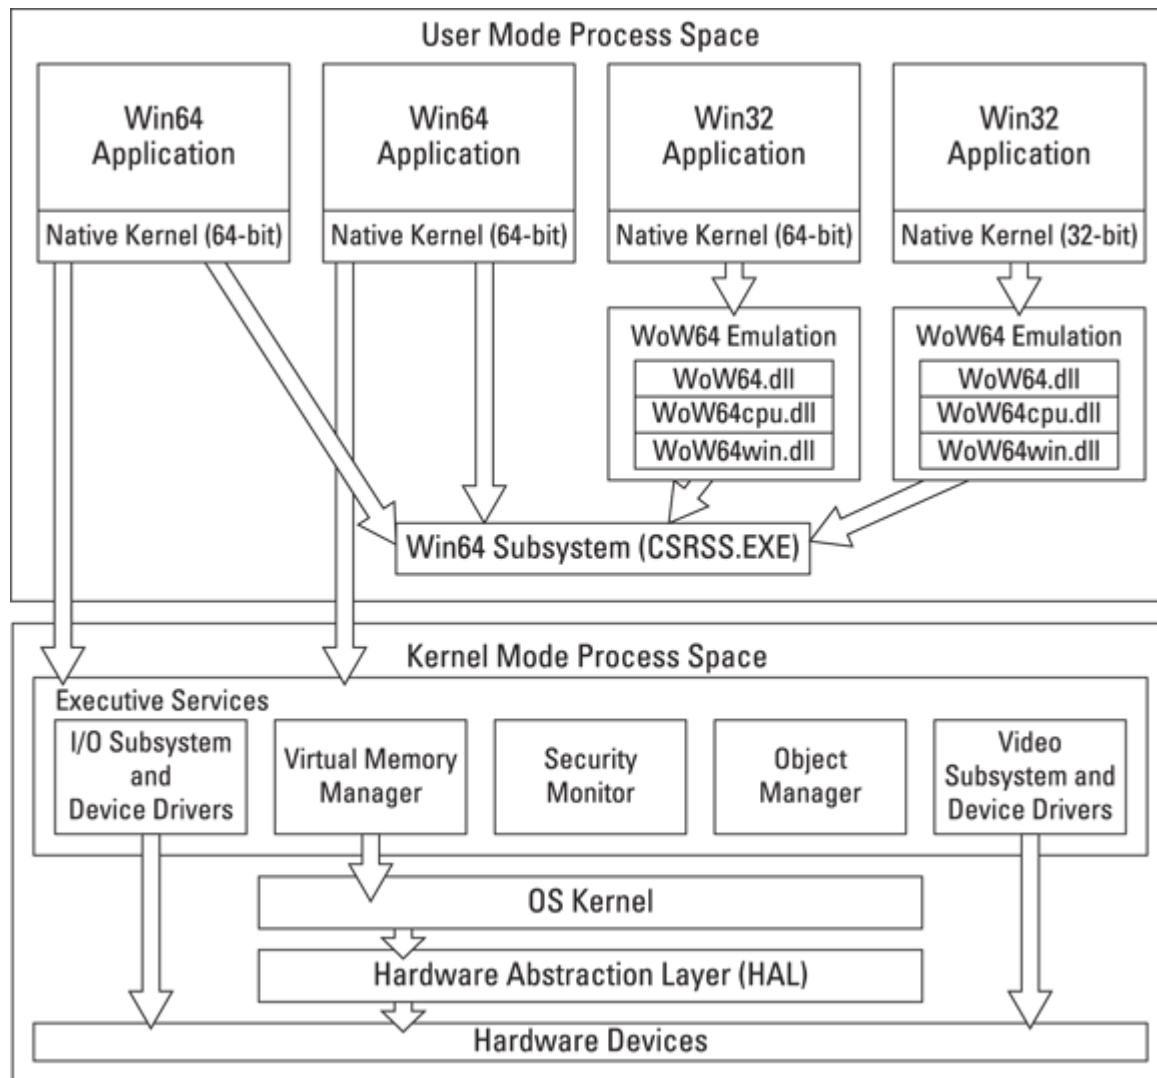 User Mode Process Space
Win64
Application
Native Kernel (64-bit)
Win64
Application
Native Kernel (64-bit)
Win32
Application
Native Kernel (64-bit)
Win32
Application
Native Kernel (32-bit)
WoW64 Emulation
WoW64.dll
WoW64cpu.dll
WoW64win.dll
WoW64 Emulation
WoW64.dll
WoW64cpu.dll
WoW64win.dll
Win64 Subsystem (CSRSS.EXE)
Kernel Mode Process Space
Executive Services
I/O Subsystem
and
Device Drivers
Virtual Memory
Manager
Security
Monitor
Object
Manager
Video
Subsystem and
Device Drivers
OS Kernel
Hardware Abstraction Layer (HAL)
Hardware Devices